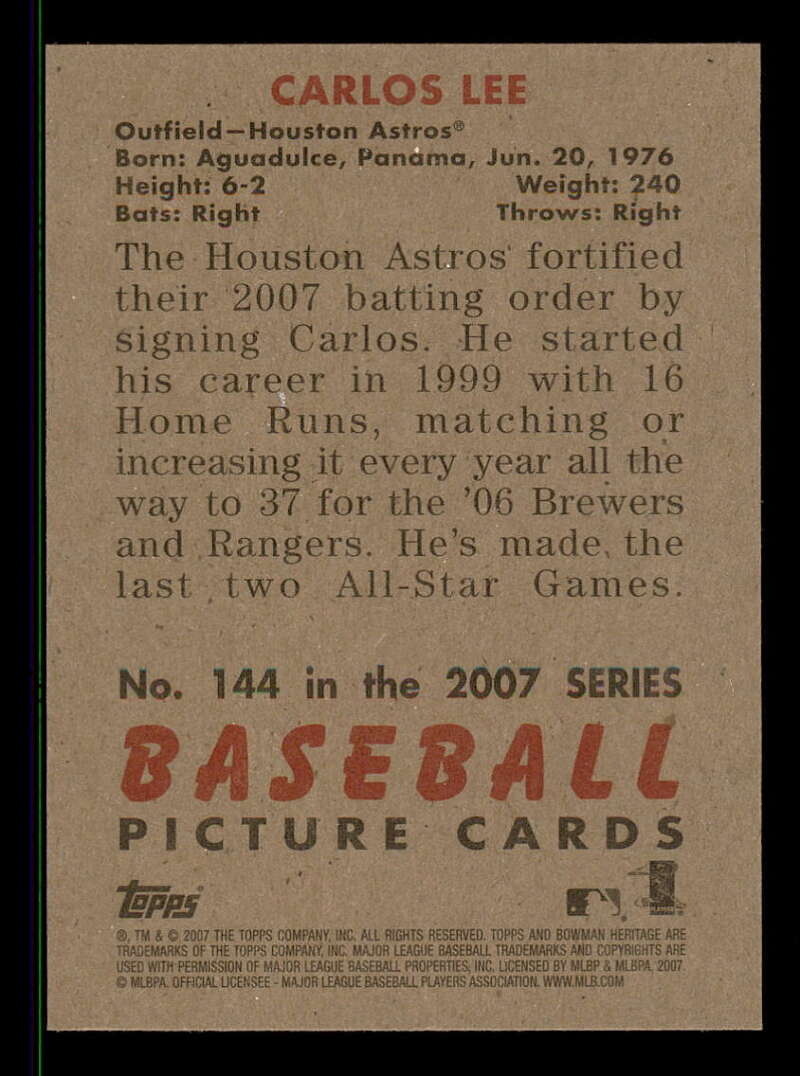 CARLOS LEE
Outfield—Houston Astros®
Born: Aguadulce, Panama, Jun. 20, 1976
Height: 6-2 Weight: 240
Bats: Right Throws: Right
The Houston Astros fortified
their 2007 batting order by
signing Carlos. He started
his career in 1999 with 16
Home Runs, matching or
increasing it every year all the
way to 37 for the '06 Brewers
and Rangers. He's made the
last two All-Star Games.
No. 144 in the 2007 SERIES
BASEBALL
PICTURE CARDS
topps
®, TM & © 2007 THE TOPPS COMPANY, INC. ALL RIGHTS RESERVED. TOPPS AND BOWMAN HERITAGE ARE
TRADEMARKS OF THE TOPPS COMPANY, INC. MAJOR LEAGUE BASEBALL TRADEMARKS AND COPYRIGHTS ARE
USED WITH PERMISSION OF MAJOR LEAGUE BASEBALL PROPERTIES, INC. LICENSED BY MLBP & MLBPA. 2007.
© MLBPA. OFFICIAL LICENSEE - MAJOR LEAGUE BASEBALL PLAYERS ASSOCIATION. WWW.MLB.COM